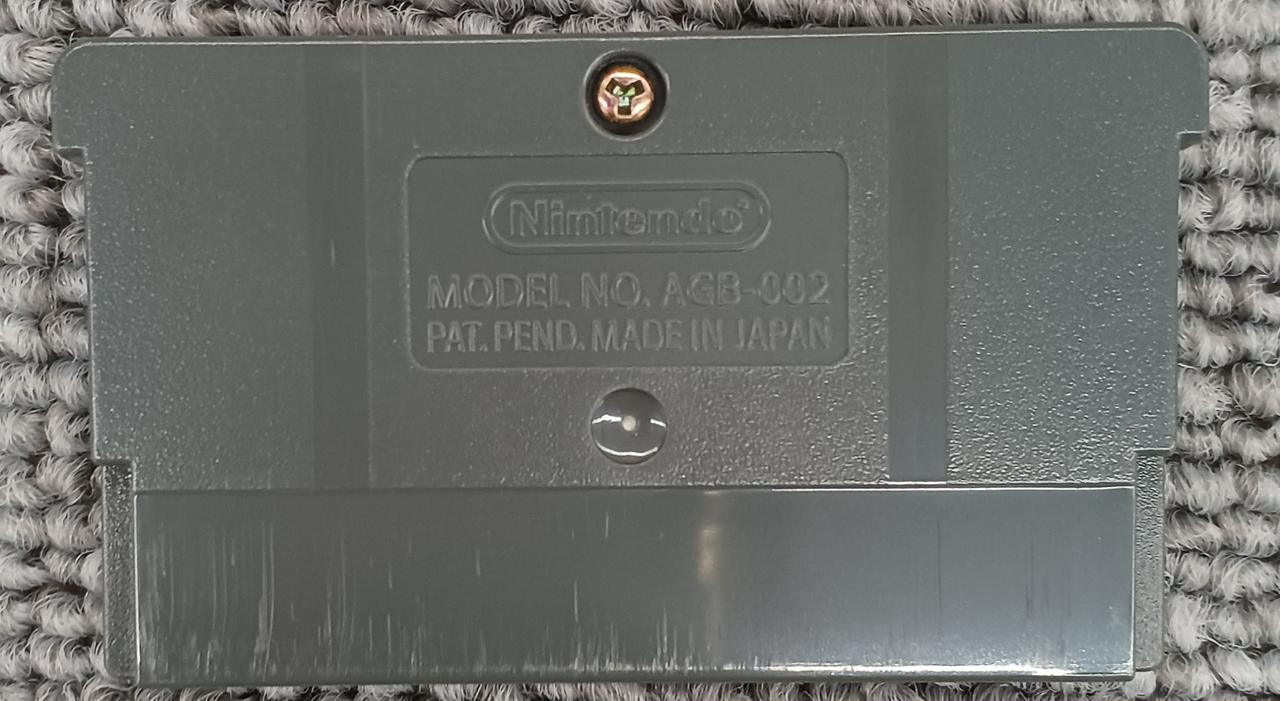 Nintendo®
MODEL NO. AGB-002
PAT. PEND. MADE IN JAPAN